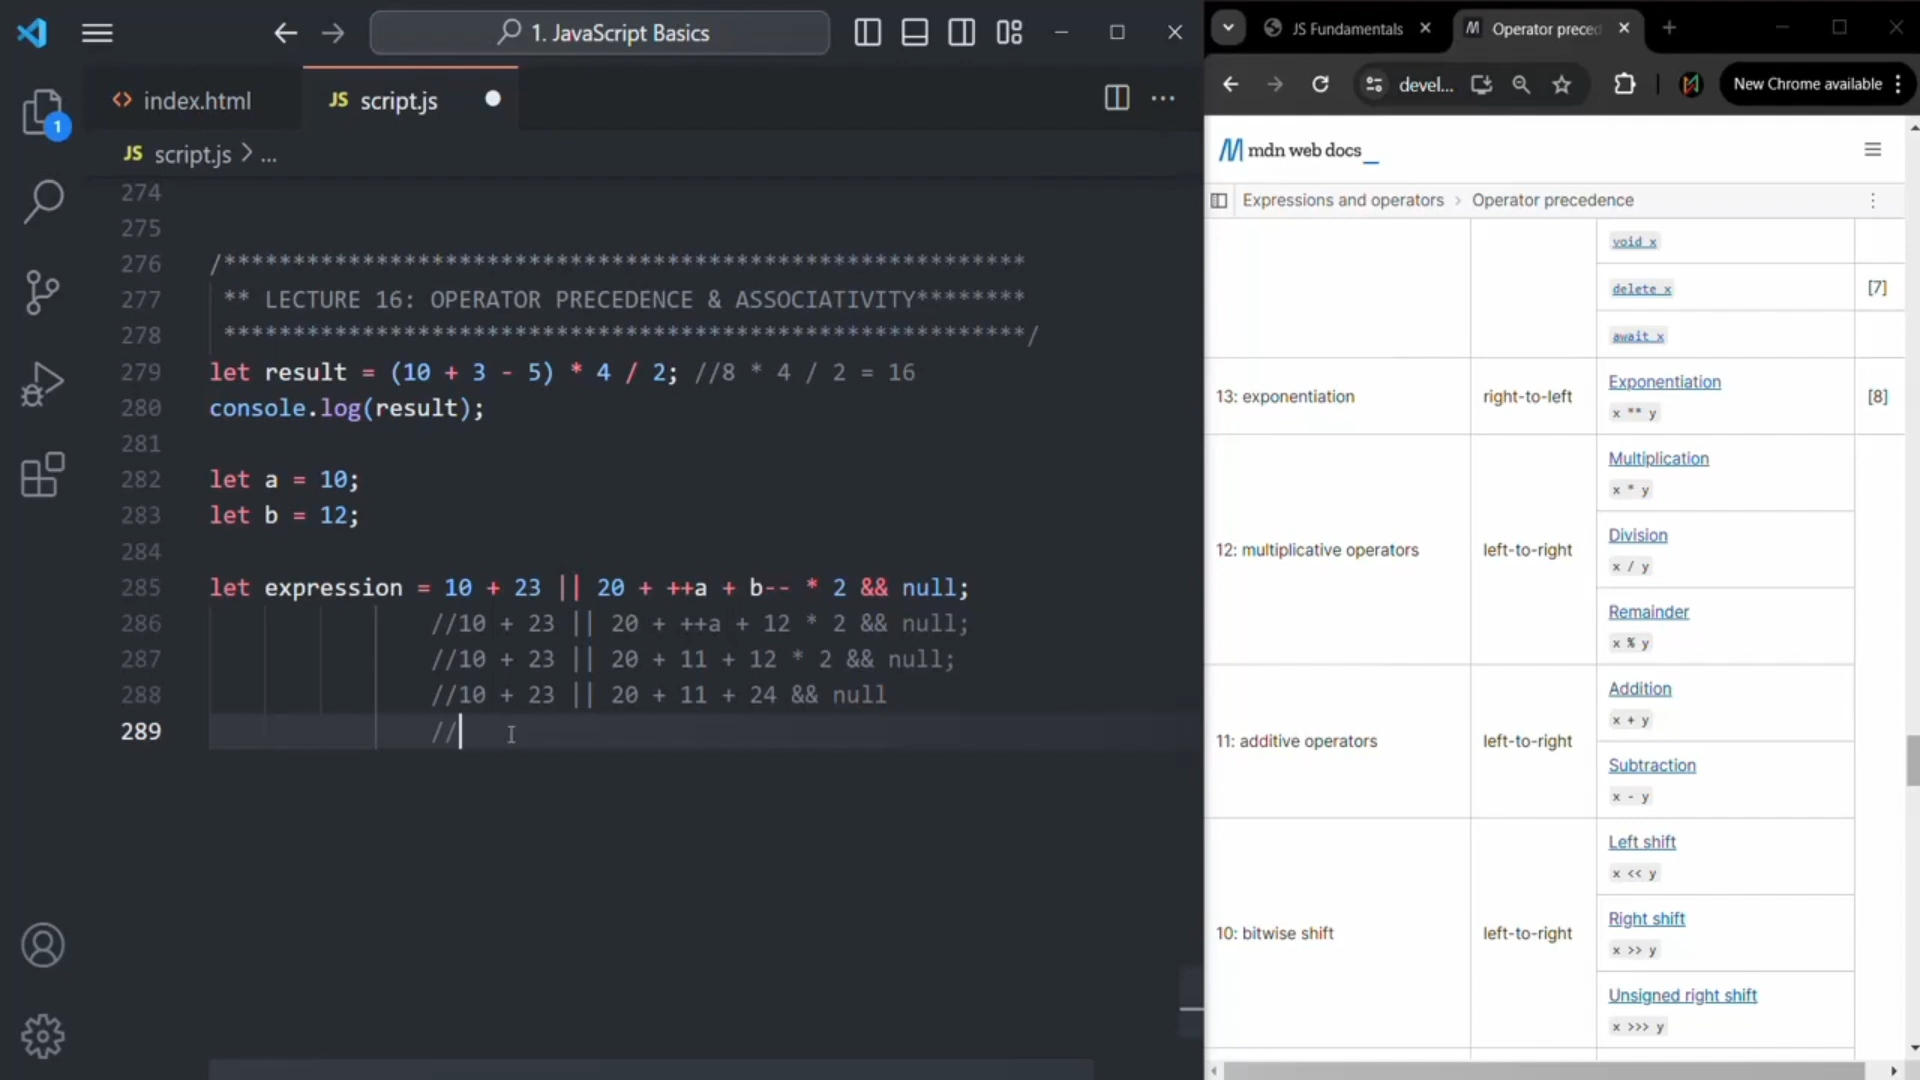 1. JavaScript Basics
index.html
JS script.js
1
JS script.js > ...
274
275
276 /**********************************************************
277 ** LECTURE 16: OPERATOR PRECEDENCE & ASSOCIATIVITY********
278 **********************************************************/
279 let result = (10 + 3 - 5) * 4 / 2; //8 * 4 / 2 = 16
280 console.log(result);
281
282 let a = 10;
283 let b = 12;
284
285 let expression = 10 + 23 || 20 + ++a + b-- * 2 && null;
286 //10 + 23 || 20 + ++a + 12 * 2 && null;
287 //10 + 23 || 20 + 11 + 12 * 2 && null;
288 //10 + 23 || 20 + 11 + 24 && null
289 //
JS Fundamentals
Operator preced
devel...
New Chrome available
mdn web docs_
Expressions and operators > Operator precedence
void x
delete x
[7]
await x
13: exponentiation
right-to-left
Exponentiation
x ** y
[8]
12: multiplicative operators
left-to-right
Multiplication
x * y
Division
x / y
Remainder
x % y
11: additive operators
left-to-right
Addition
x + y
Subtraction
x - y
10: bitwise shift
left-to-right
Left shift
x << y
Right shift
x >> y
Unsigned right shift
x >>> y